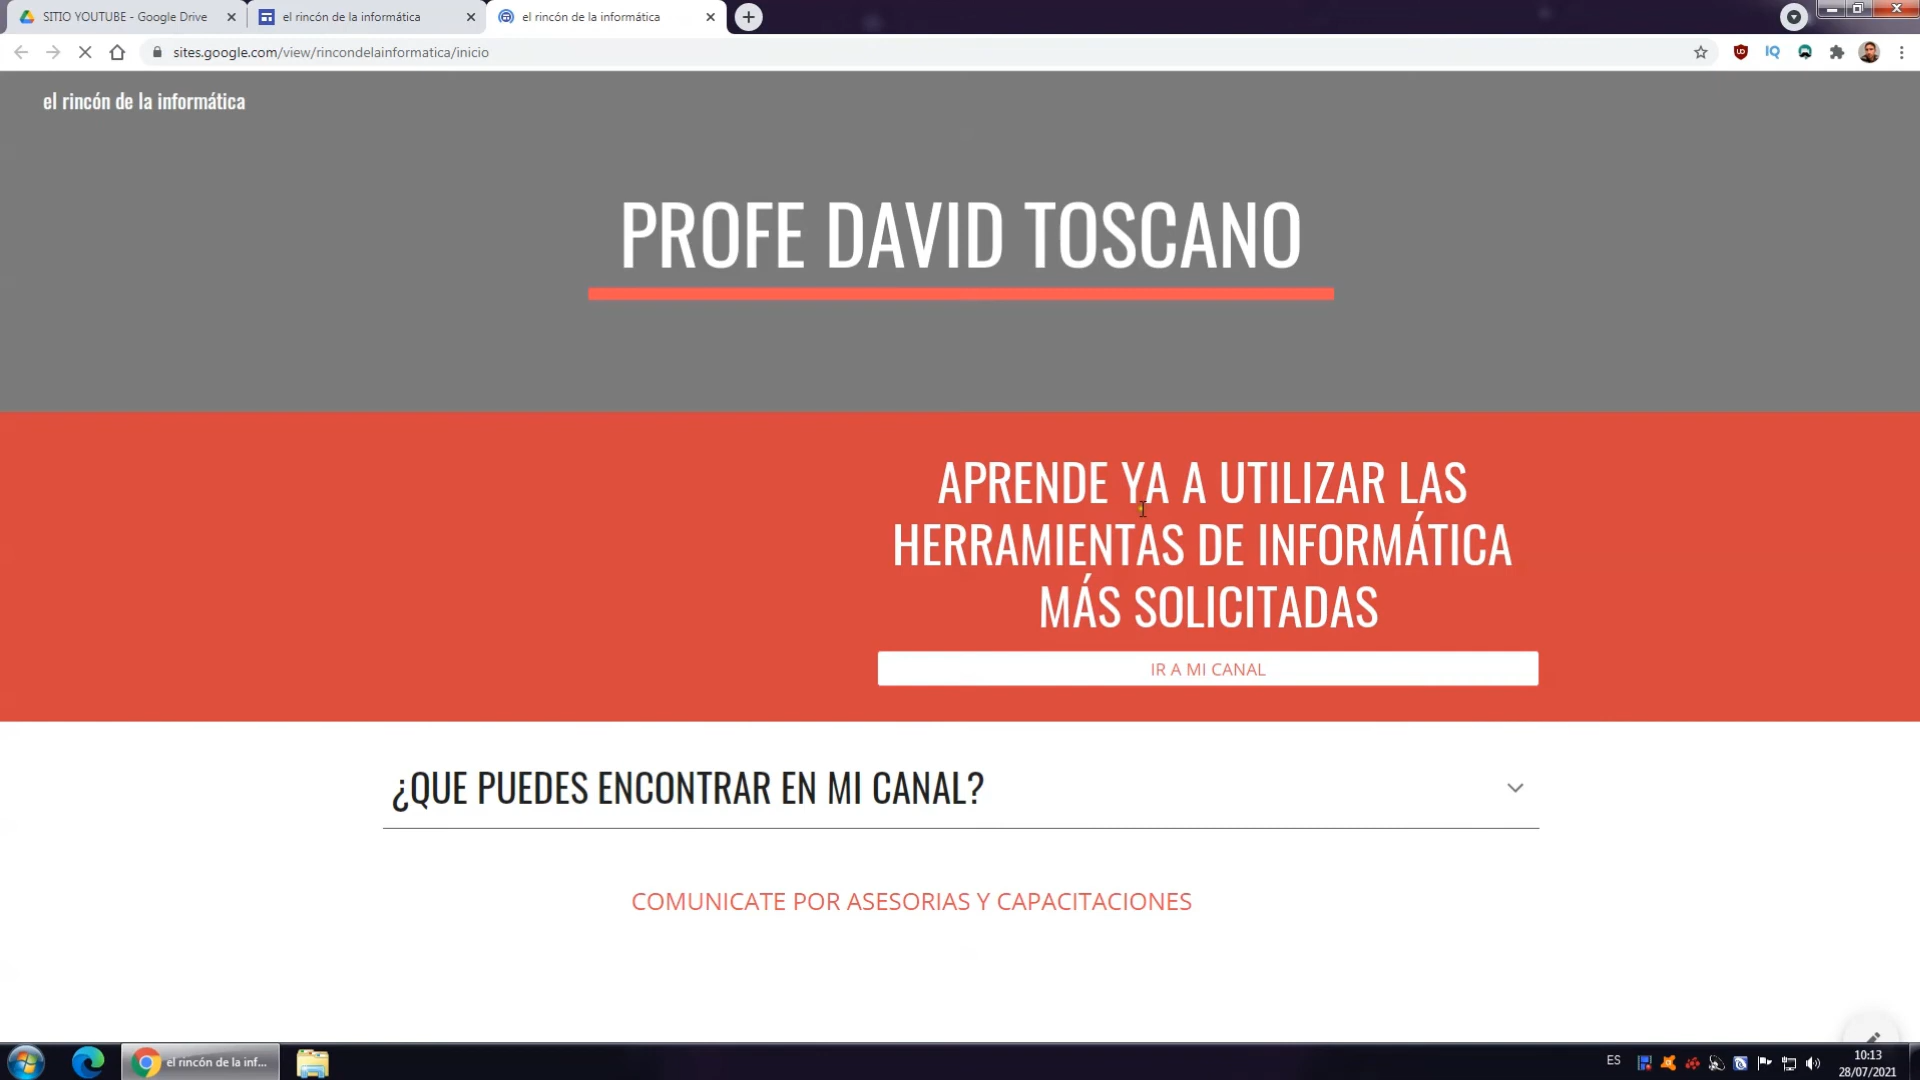 SITIO YOUTUBE - Google Drive
el rincón de la informática
el rincón de la informática
sites.google.com/view/rincondelainformatica/inicio
IQ
el rincón de la informática
PROFE DAVID TOSCANO
APRENDE YA A UTILIZAR LAS
HERRAMIENTAS DE INFORMÁTICA
MÁS SOLICITADAS
IR A MI CANAL
¿QUE PUEDES ENCONTRAR EN MI CANAL?
COMUNICATE POR ASESORIAS Y CAPACITACIONES
el rincón de la inf...
ES
10:13
28/07/2021